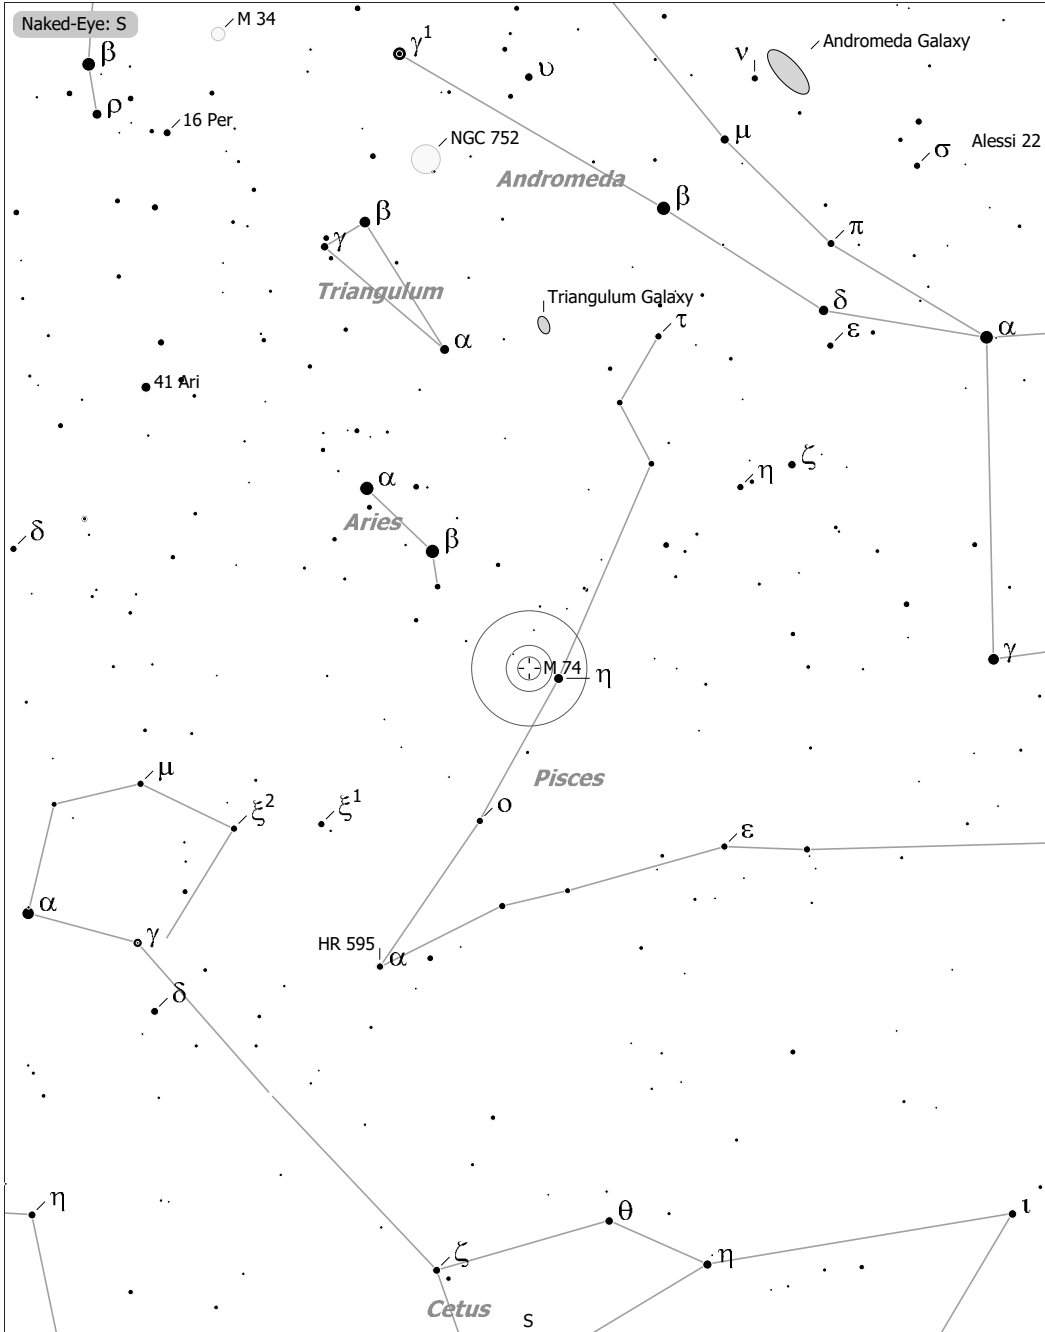 Naked-Eye: S
M 34
γ¹
Andromeda Galaxy
β
υ
ν
ρ
16 Per
NGC 752
μ
σ
Alessi 22
Andromeda
β
β
γ
π
Triangulum
Triangulum Galaxy
δ
τ
ε
α
α
41 Ari
α
η
ζ
Aries
β
δ
M 74
η
γ
μ
Pisces
ξ²
ξ¹
ο
ε
α
γ
HR 595
α
δ
η
θ
ι
ζ
η
Cetus
S